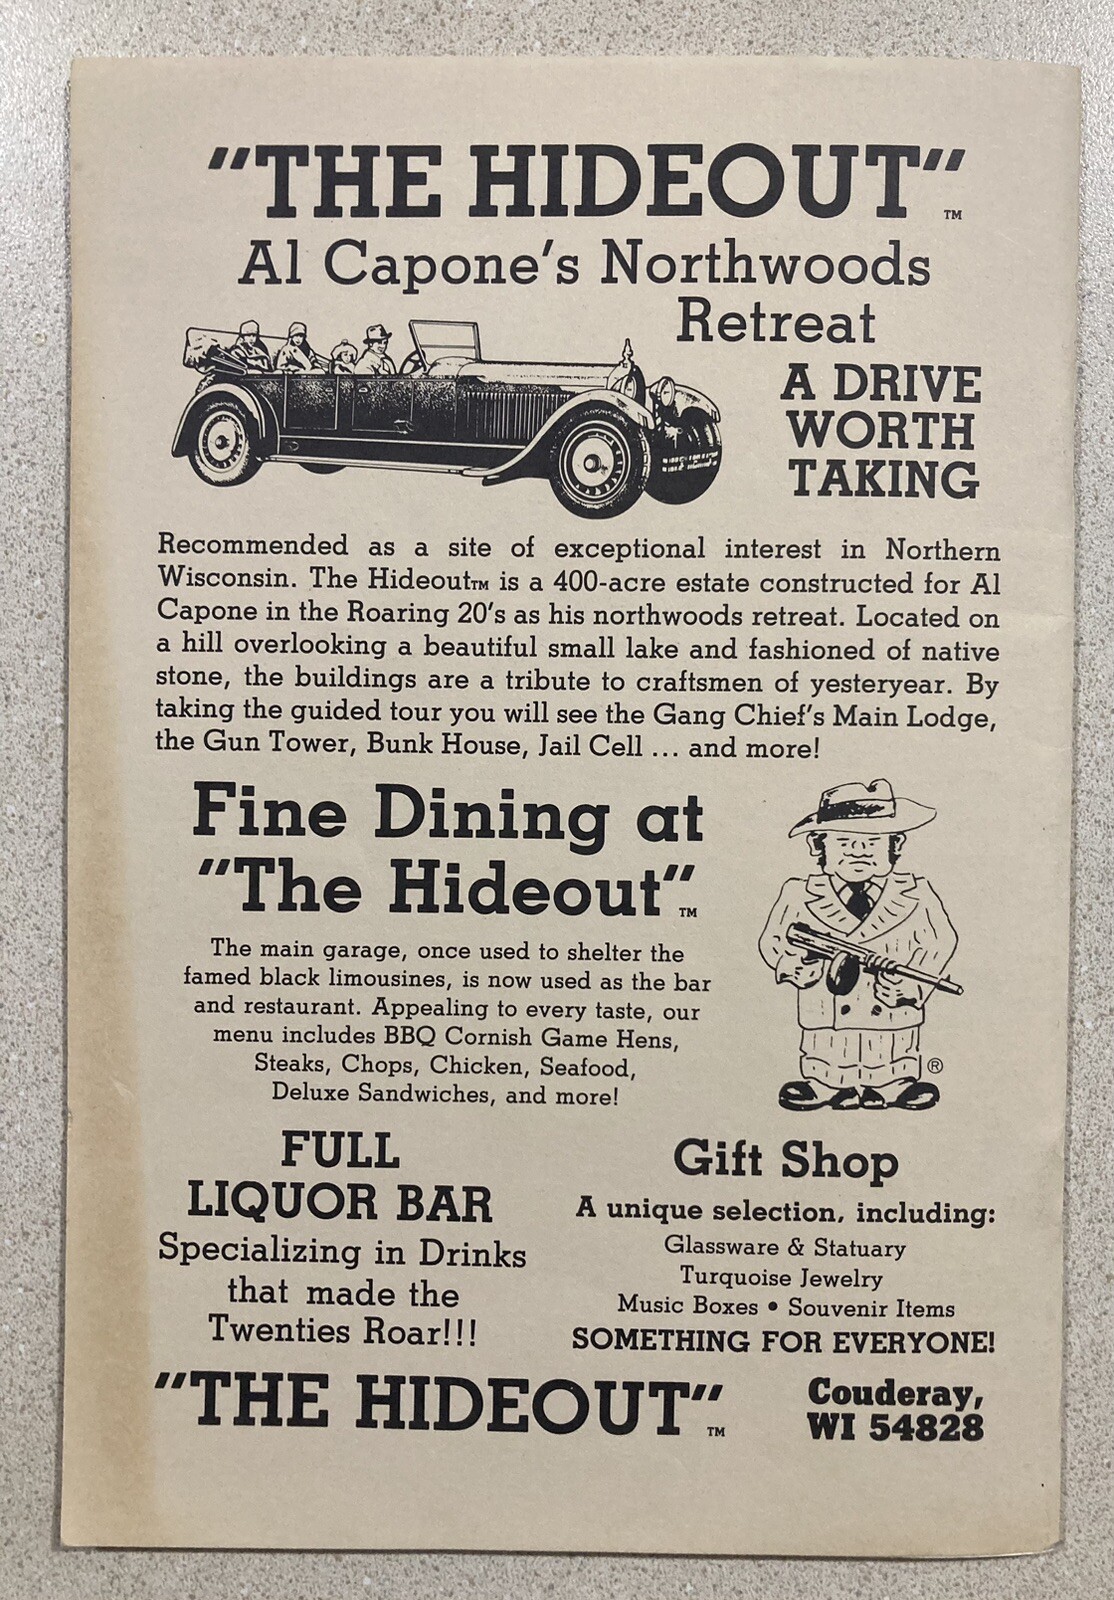 "THE HIDEOUT"™
Al Capone's Northwoods
Retreat
A DRIVE
WORTH
TAKING
Recommended as a site of exceptional interest in Northern
Wisconsin. The Hideout™ is a 400-acre estate constructed for Al
Capone in the Roaring 20's as his northwoods retreat. Located on
a hill overlooking a beautiful small lake and fashioned of native
stone, the buildings are a tribute to craftsmen of yesteryear. By
taking the guided tour you will see the Gang Chief's Main Lodge,
the Gun Tower, Bunk House, Jail Cell ... and more!
Fine Dining at
"The Hideout"™
The main garage, once used to shelter the
famed black limousines, is now used as the bar
and restaurant. Appealing to every taste, our
menu includes BBQ Cornish Game Hens,
Steaks, Chops, Chicken, Seafood,
Deluxe Sandwiches, and more!
®
FULL
LIQUOR BAR
Specializing in Drinks
that made the
Twenties Roar!!!
Gift Shop
A unique selection, including:
Glassware & Statuary
Turquoise Jewelry
Music Boxes • Souvenir Items
SOMETHING FOR EVERYONE!
"THE HIDEOUT"™
Couderay,
WI 54828